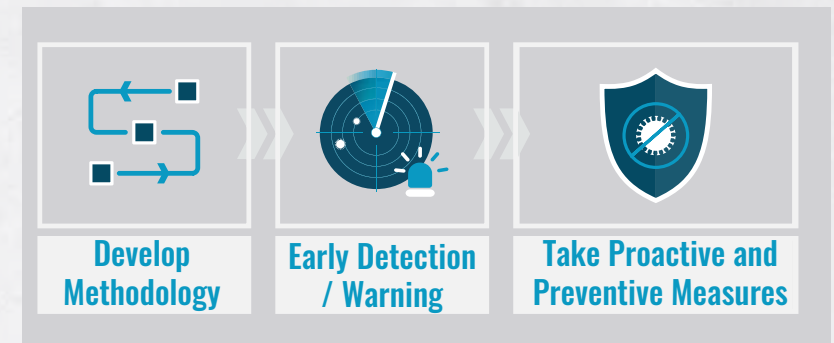 Develop
Methodology
Early Detection
/ Warning
Take Proactive and
Preventive Measures